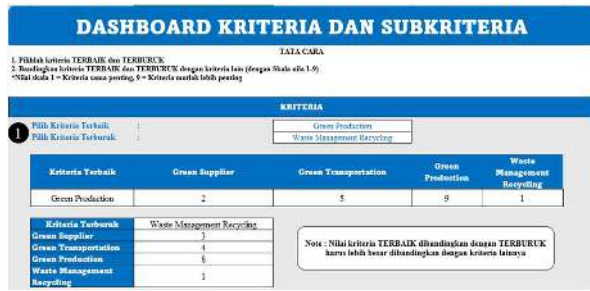 DASHBOARD KRITERIA DAN SUBKRITERIA
TATA CARA
1. Pilihlah kriteria TERBAIK dan TERBURUK
2. Bandingkan kriteria TERBAIK dan TERBURUK dengan kriteria lain (dengan Skala nila 1-9)
*Nilai skala 1 = Kriteria sama penting, 9 = Kriteria mutlak lebih penting
KRITERIA
1
Pilih Kriteria Terbaik : Green Production
Pilih Kriteria Terburuk : Waste Management Recycling
Kriteria Terbaik Green Supplier Green Transportation Green Production Waste Management Recycling
Green Production 2 5 9 1
Kriteria Terburuk Waste Management Recycling
Green Supplier 3
Green Transportation 4
Green Production 8
Waste Management Recycling 1
Note : Nilai kriteria TERBAIK dibandingkan dengan TERBURUK
harus lebih besar dibandingkan dengan kriteria lainnya